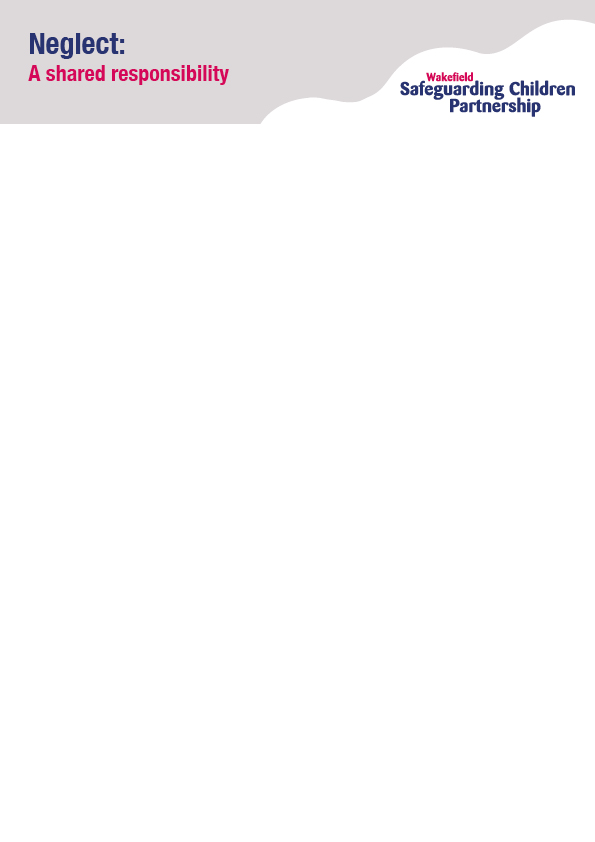 Neglect:
A shared responsibility
Wakefield
Safeguarding Children
Partnership